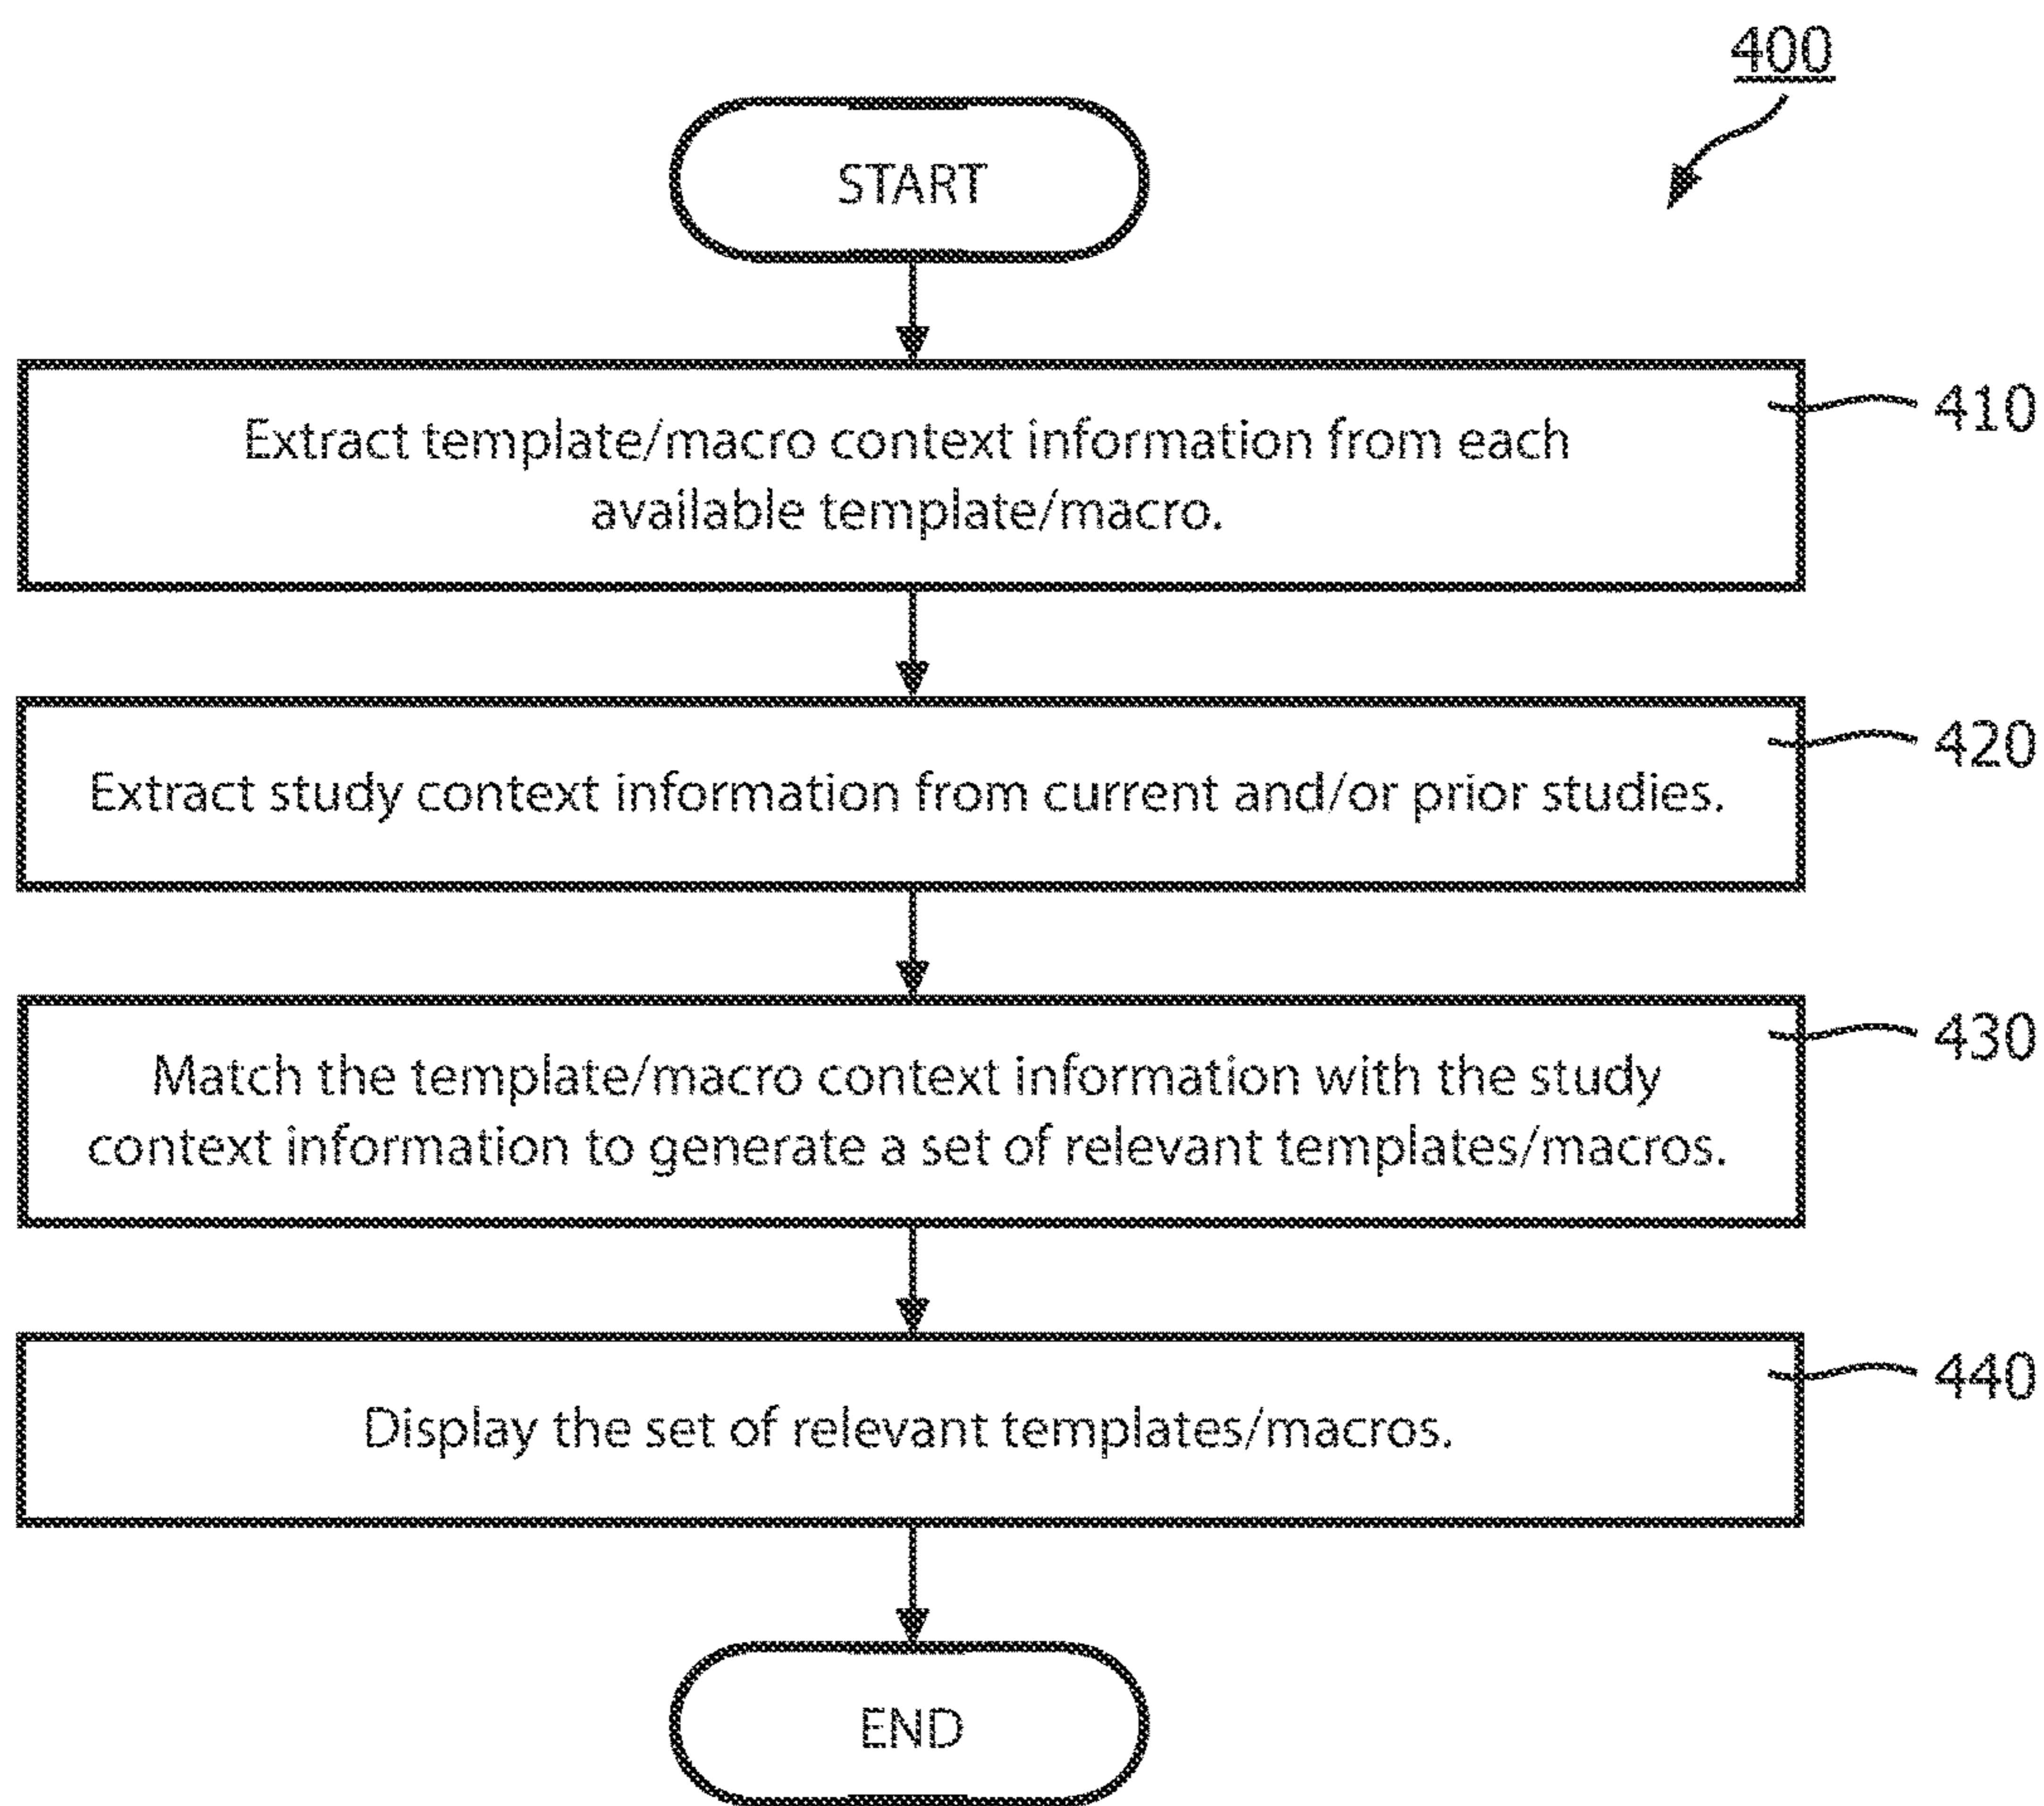 400
START
Extract template/macro context information from each
available template/macro.
410
Extract study context information from current and/or prior studies.
420
Match the template/macro context information with the study
context information to generate a set of relevant templates/macros.
430
Display the set of relevant templates/macros.
440
END